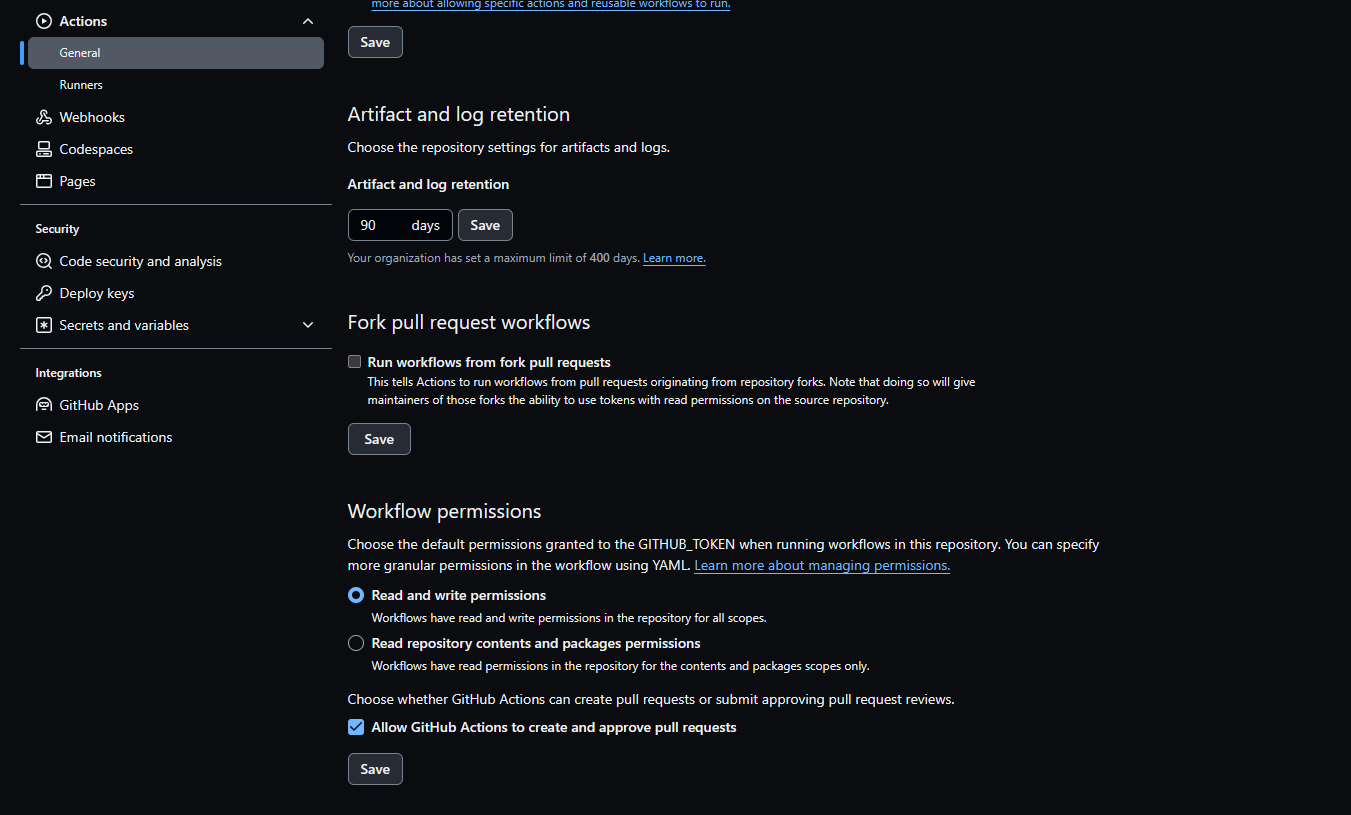 Actions
General
Runners
Webhooks
Codespaces
Pages
Security
Code security and analysis
Deploy keys
Secrets and variables
Integrations
GitHub Apps
Email notifications
more about allowing specific actions and reusable workflows to run.
Save
Artifact and log retention
Choose the repository settings for artifacts and logs.
Artifact and log retention
90 days Save
Your organization has set a maximum limit of 400 days. Learn more.
Fork pull request workflows
Run workflows from fork pull requests
This tells Actions to run workflows from pull requests originating from repository forks. Note that doing so will give
maintainers of those forks the ability to use tokens with read permissions on the source repository.
Save
Workflow permissions
Choose the default permissions granted to the GITHUB_TOKEN when running workflows in this repository. You can specify
more granular permissions in the workflow using YAML. Learn more about managing permissions.
Read and write permissions
Workflows have read and write permissions in the repository for all scopes.
Read repository contents and packages permissions
Workflows have read permissions in the repository for the contents and packages scopes only.
Choose whether GitHub Actions can create pull requests or submit approving pull request reviews.
Allow GitHub Actions to create and approve pull requests
Save